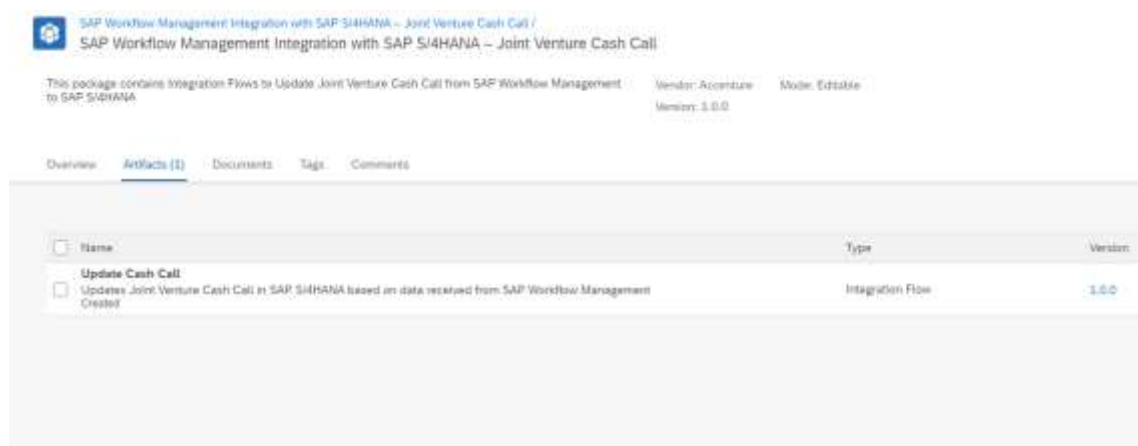 SAP Workflow Management Integration with SAP S/4HANA – Joint Venture Cash Call /
SAP Workflow Management Integration with SAP S/4HANA – Joint Venture Cash Call
This package contains Integration Flows to Update Joint Venture Cash Call from SAP Workflow Management
to SAP S/4HANA
Vendor: Accenture
Mode: Editable
Version: 1.0.0
Overview Artifacts (1) Documents Tags Comments
Name Type Version
Update Cash Call
Updates Joint Venture Cash Call in SAP S/4HANA based on data received from SAP Workflow Management
Integration Flow
1.0.0
Created